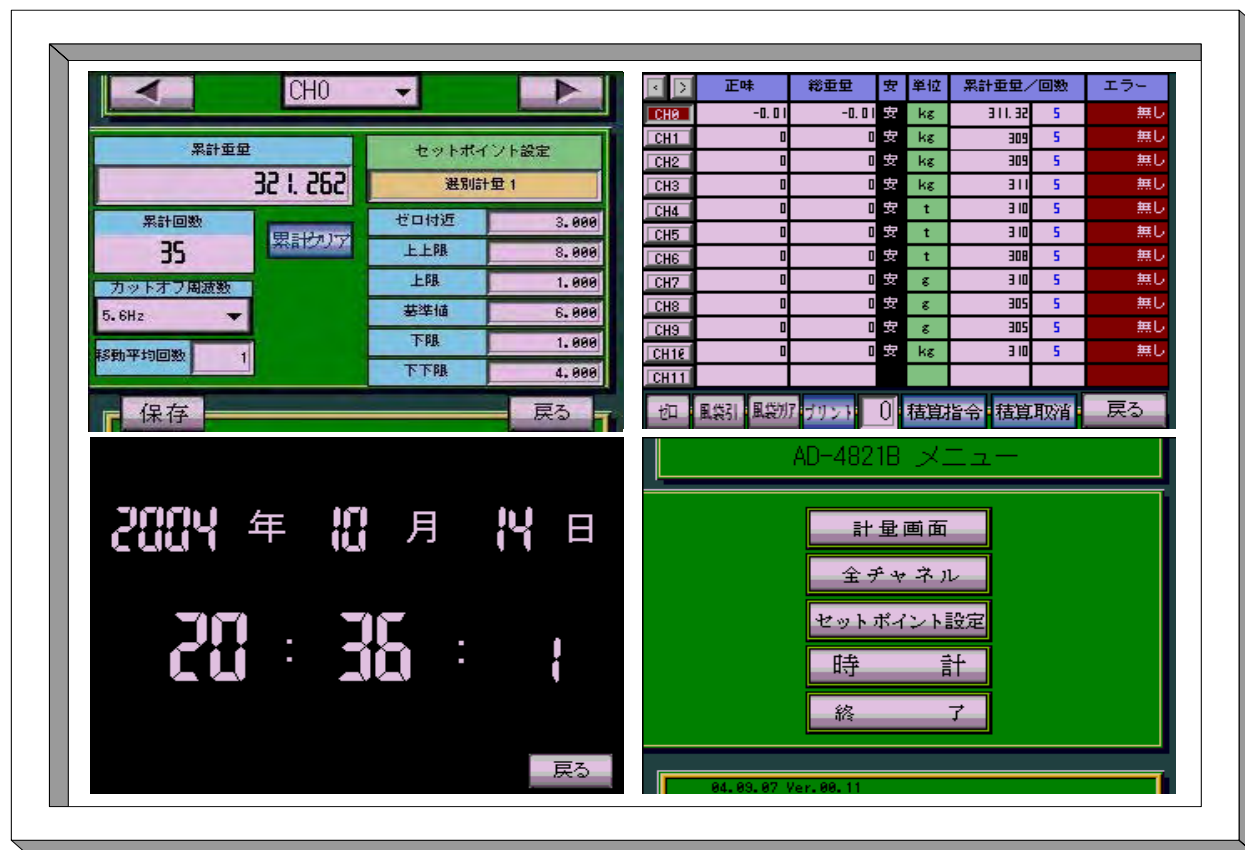 CH0
累計重量
321.262
累計回数
35
累計クリア
カットオフ周波数
5.6Hz
移動平均回数 1
セットポイント設定
選別計量 1
ゼロ付近 3.000
上上限 8.000
上限 1.000
基準値 6.000
下限 1.000
下下限 4.000
保存 戻る
< > 正味 総重量 安 単位 累計重量/回数 エラー
CH0 -0.01 -0.01 安 kg 311.32 5 無し
CH1 0 0 安 kg 309 5 無し
CH2 0 0 安 kg 309 5 無し
CH3 0 0 安 kg 311 5 無し
CH4 0 0 安 t 310 5 無し
CH5 0 0 安 t 310 5 無し
CH6 0 0 安 t 308 5 無し
CH7 0 0 安 g 310 5 無し
CH8 0 0 安 g 305 5 無し
CH9 0 0 安 g 305 5 無し
CH10 0 0 安 kg 310 5 無し
CH11
ゼロ 風袋引 風袋クリア プリント 0 積算指令 積算取消 戻る
2004 年 10 月 14 日
20 : 36 : 1
戻る
AD-4821B メニュー
計量画面
全チャネル
セットポイント設定
時計
終了
04.09.07 Ver.00.11